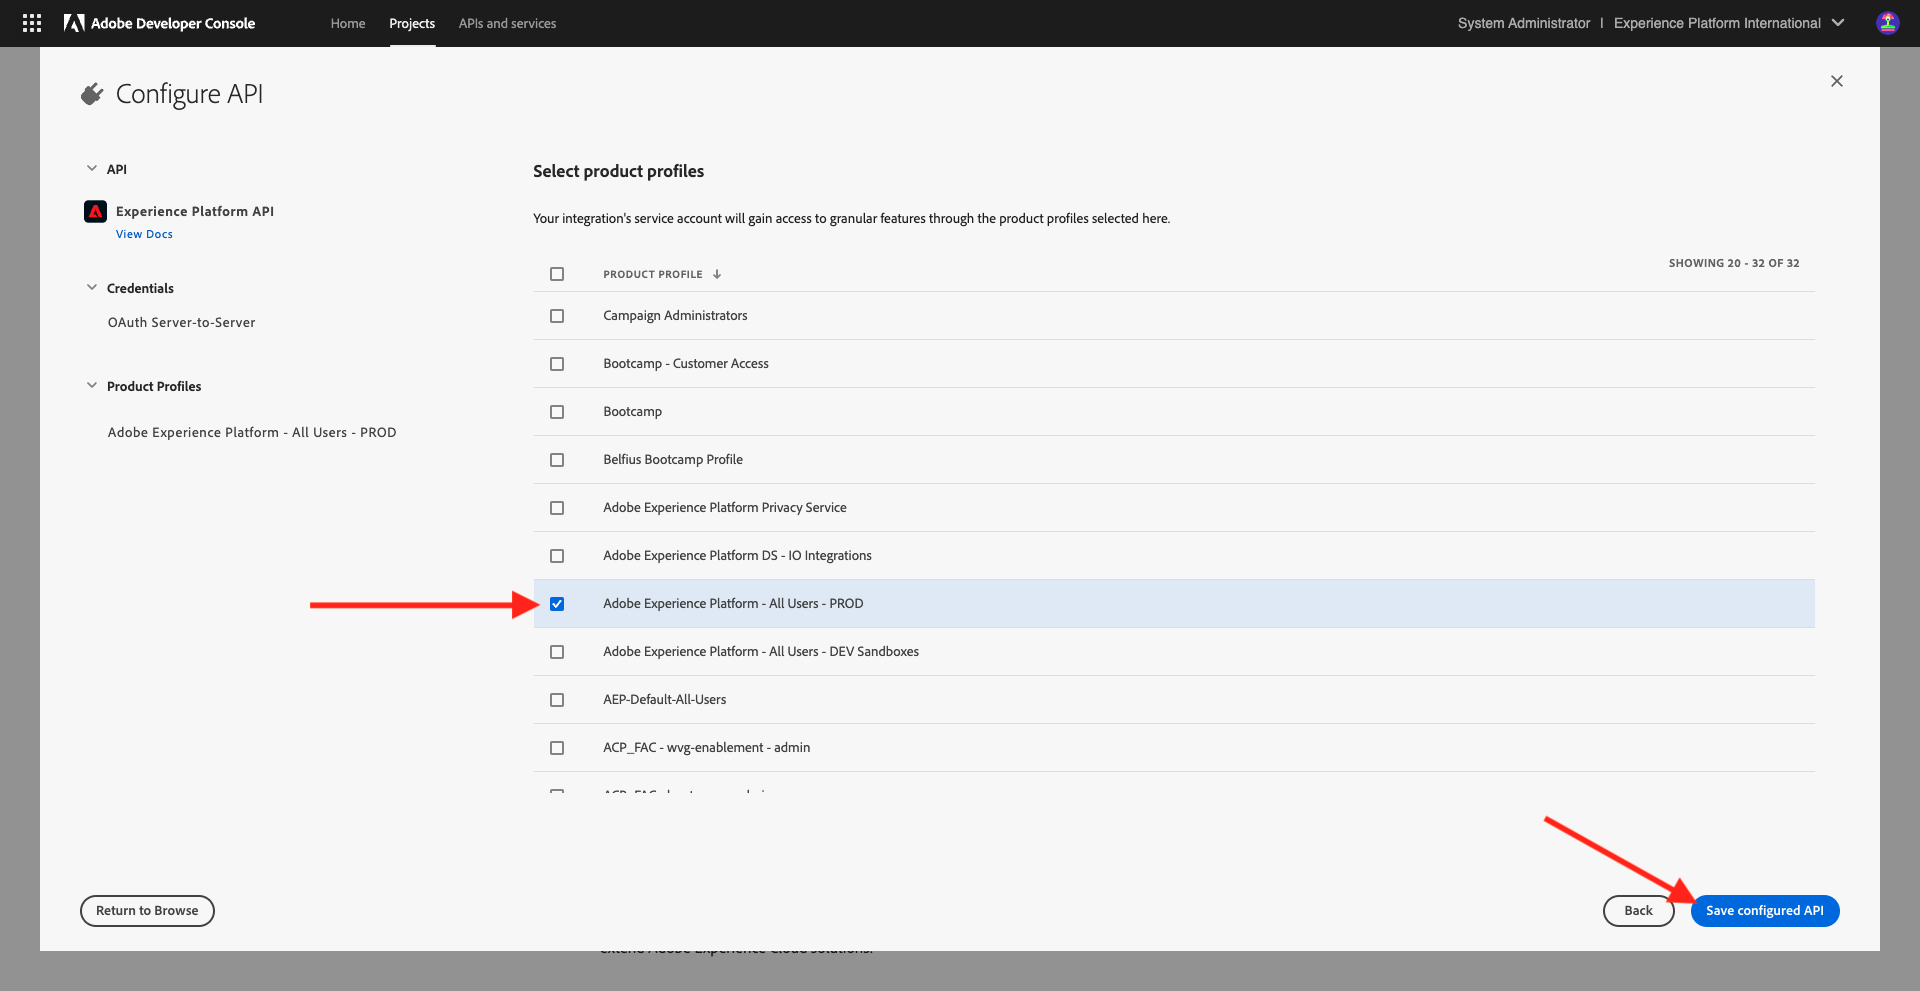 Adobe Developer Console
Home
Projects
APIs and services
System Administrator | Experience Platform International
Configure API
API
Experience Platform API
View Docs
Credentials
OAuth Server-to-Server
Product Profiles
Adobe Experience Platform - All Users - PROD
Select product profiles
Your integration's service account will gain access to granular features through the product profiles selected here.
SHOWING 20 - 32 OF 32
PRODUCT PROFILE
Campaign Administrators
Bootcamp - Customer Access
Bootcamp
Belfius Bootcamp Profile
Adobe Experience Platform Privacy Service
Adobe Experience Platform DS - IO Integrations
Adobe Experience Platform - All Users - PROD
Adobe Experience Platform - All Users - DEV Sandboxes
AEP-Default-All-Users
ACP_FAC - wvg-enablement - admin
Return to Browse
Back
Save configured API
extend Adobe Experience Cloud solutions.